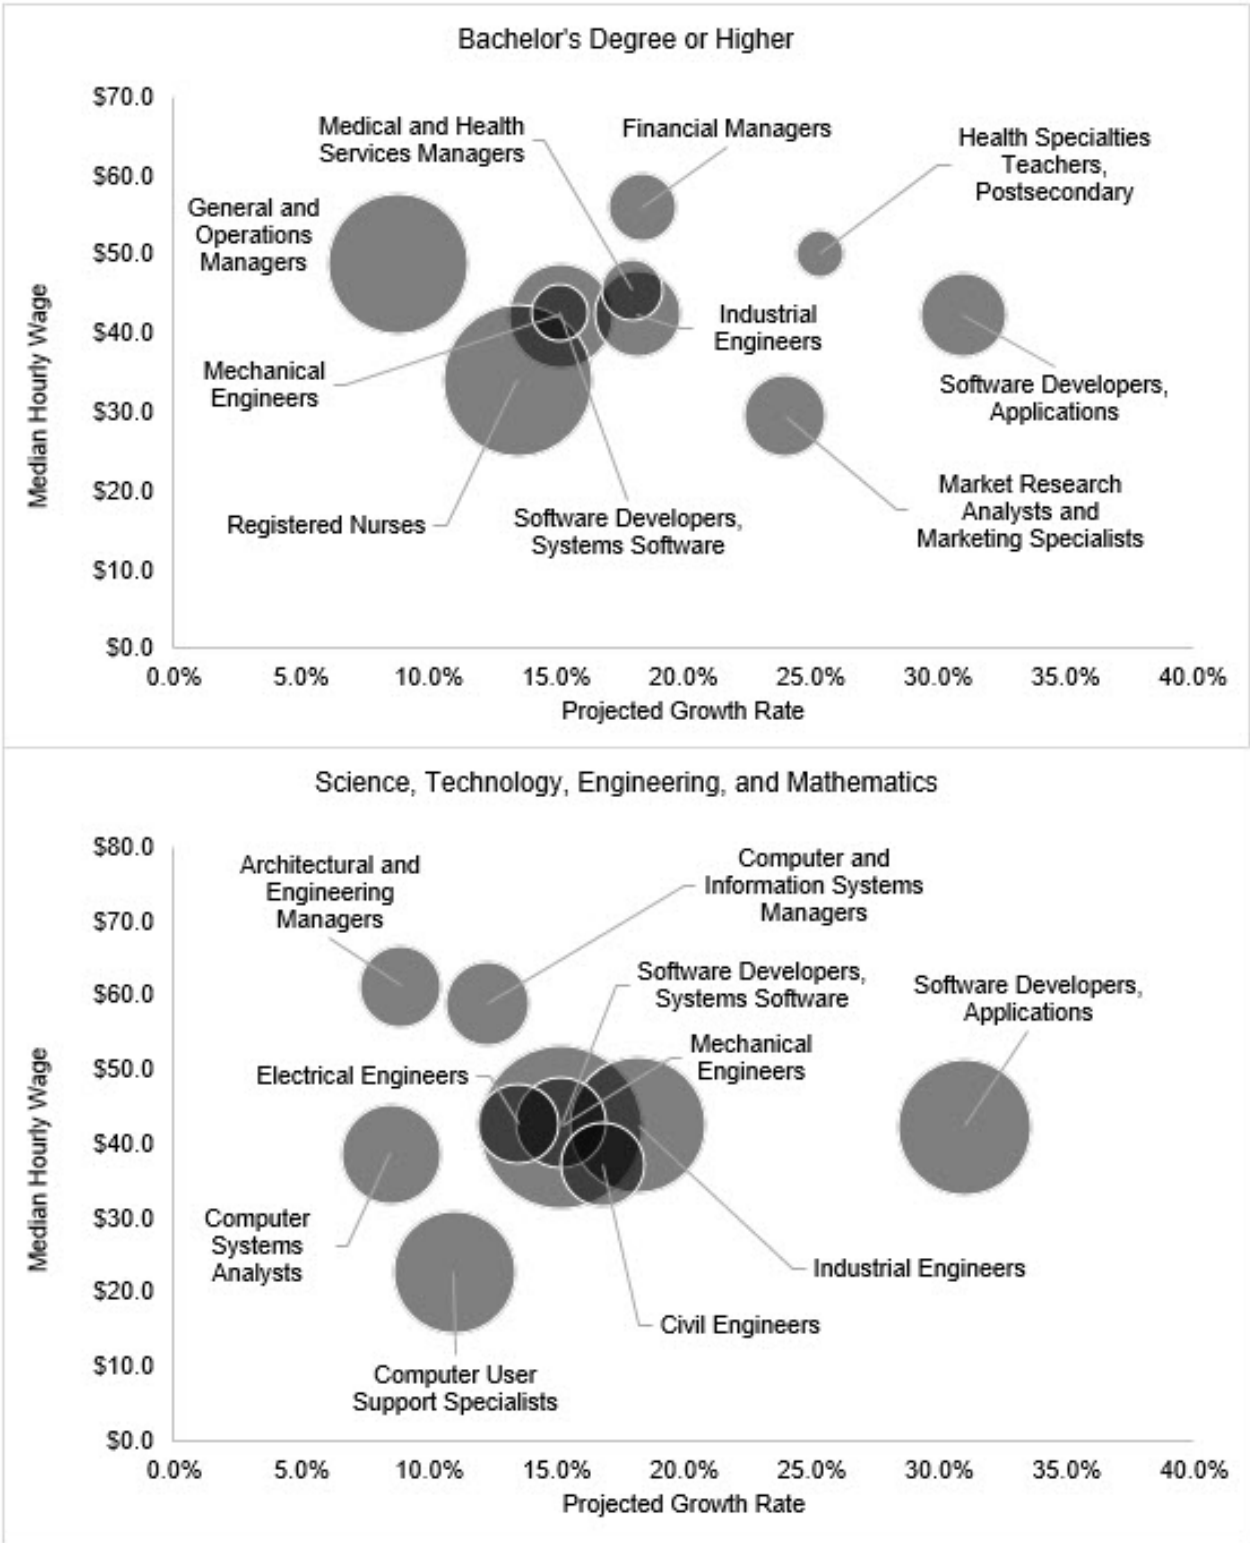 Bachelor's Degree or Higher
$70.0
$60.0
$50.0
$40.0
$30.0
$20.0
$10.0
$0.0
Median Hourly Wage
Medical and Health
Services Managers
Financial Managers
Health Specialties
Teachers,
Postsecondary
General and
Operations
Managers
Industrial
Engineers
Mechanical
Engineers
Software Developers,
Applications
Registered Nurses
Software Developers,
Systems Software
Market Research
Analysts and
Marketing Specialists
0.0% 5.0% 10.0% 15.0% 20.0% 25.0% 30.0% 35.0% 40.0%
Projected Growth Rate
Science, Technology, Engineering, and Mathematics
$80.0
$70.0
$60.0
$50.0
$40.0
$30.0
$20.0
$10.0
$0.0
Median Hourly Wage
Architectural and
Engineering
Managers
Computer and
Information Systems
Managers
Software Developers,
Systems Software
Software Developers,
Applications
Mechanical
Engineers
Electrical Engineers
Computer
Systems
Analysts
Industrial Engineers
Civil Engineers
Computer User
Support Specialists
0.0% 5.0% 10.0% 15.0% 20.0% 25.0% 30.0% 35.0% 40.0%
Projected Growth Rate